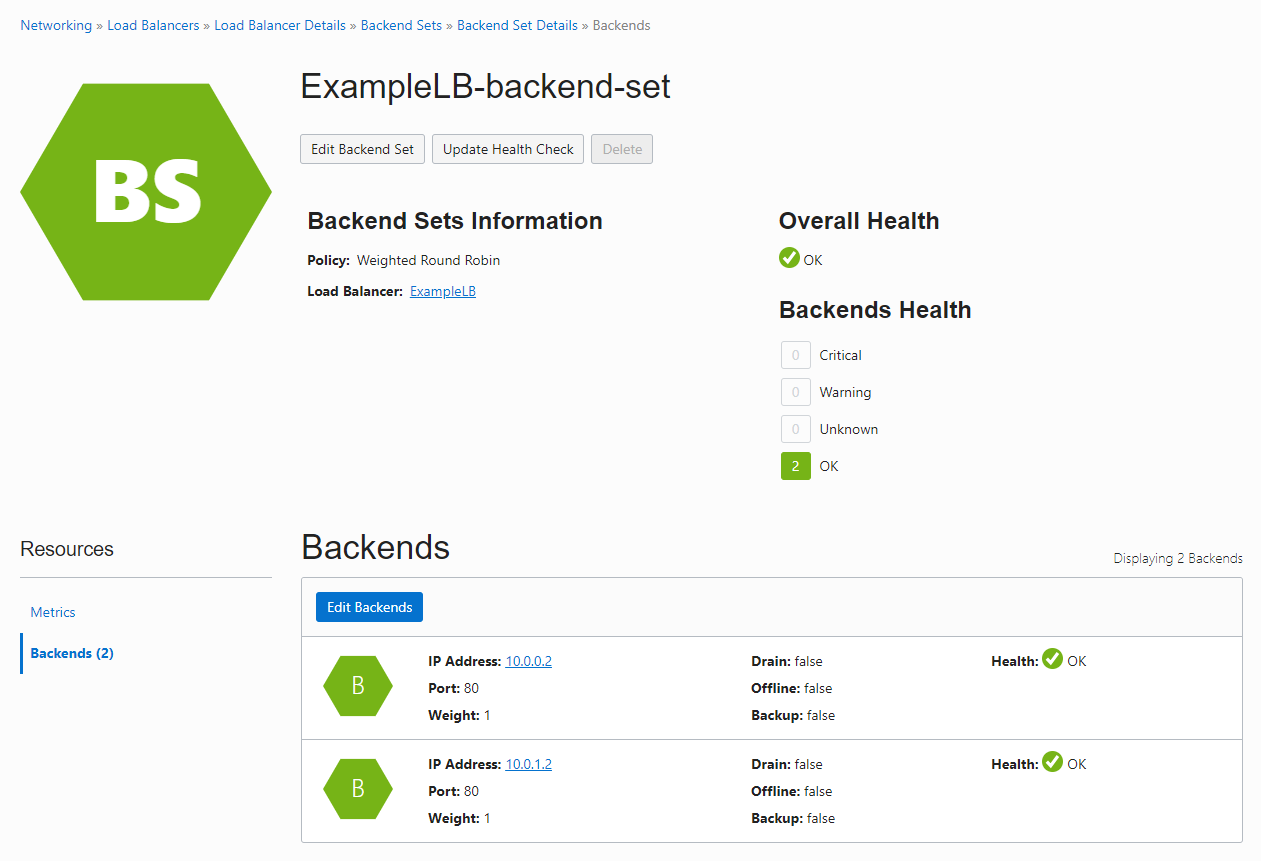 Networking » Load Balancers » Load Balancer Details » Backend Sets » Backend Set Details » Backends
BS
ExampleLB-backend-set
Edit Backend Set Update Health Check Delete
Backend Sets Information
Policy: Weighted Round Robin
Load Balancer: ExampleLB
Overall Health
OK
Backends Health
0 Critical
0 Warning
0 Unknown
2 OK
Resources
Metrics
Backends (2)
Backends
Displaying 2 Backends
Edit Backends
B
IP Address: 10.0.0.2
Port: 80
Weight: 1
Drain: false
Offline: false
Backup: false
Health: OK
B
IP Address: 10.0.1.2
Port: 80
Weight: 1
Drain: false
Offline: false
Backup: false
Health: OK